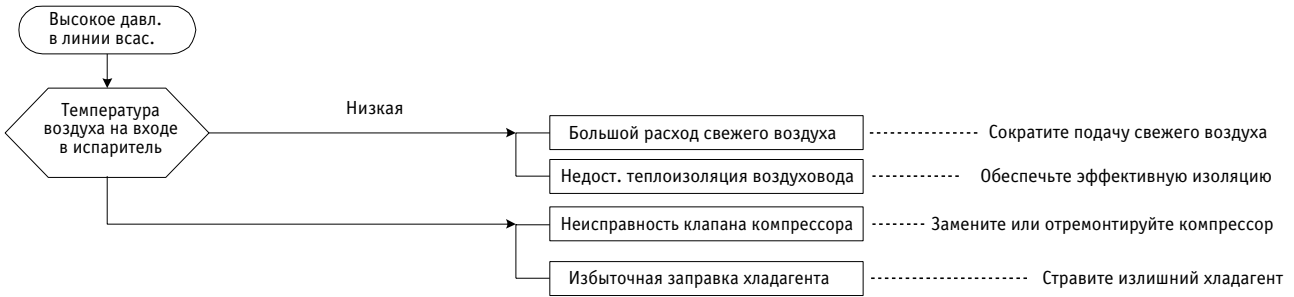 Высокое давл.
в линии всас.
Температура
воздуха на входе
в испаритель
Низкая
Большой расход свежего воздуха
Сократите подачу свежего воздуха
Недост. теплоизоляция воздуховода
Обеспечьте эффективную изоляцию
Неисправность клапана компрессора
Замените или отремонтируйте компрессор
Избыточная заправка хладагента
Стравите излишний хладагент